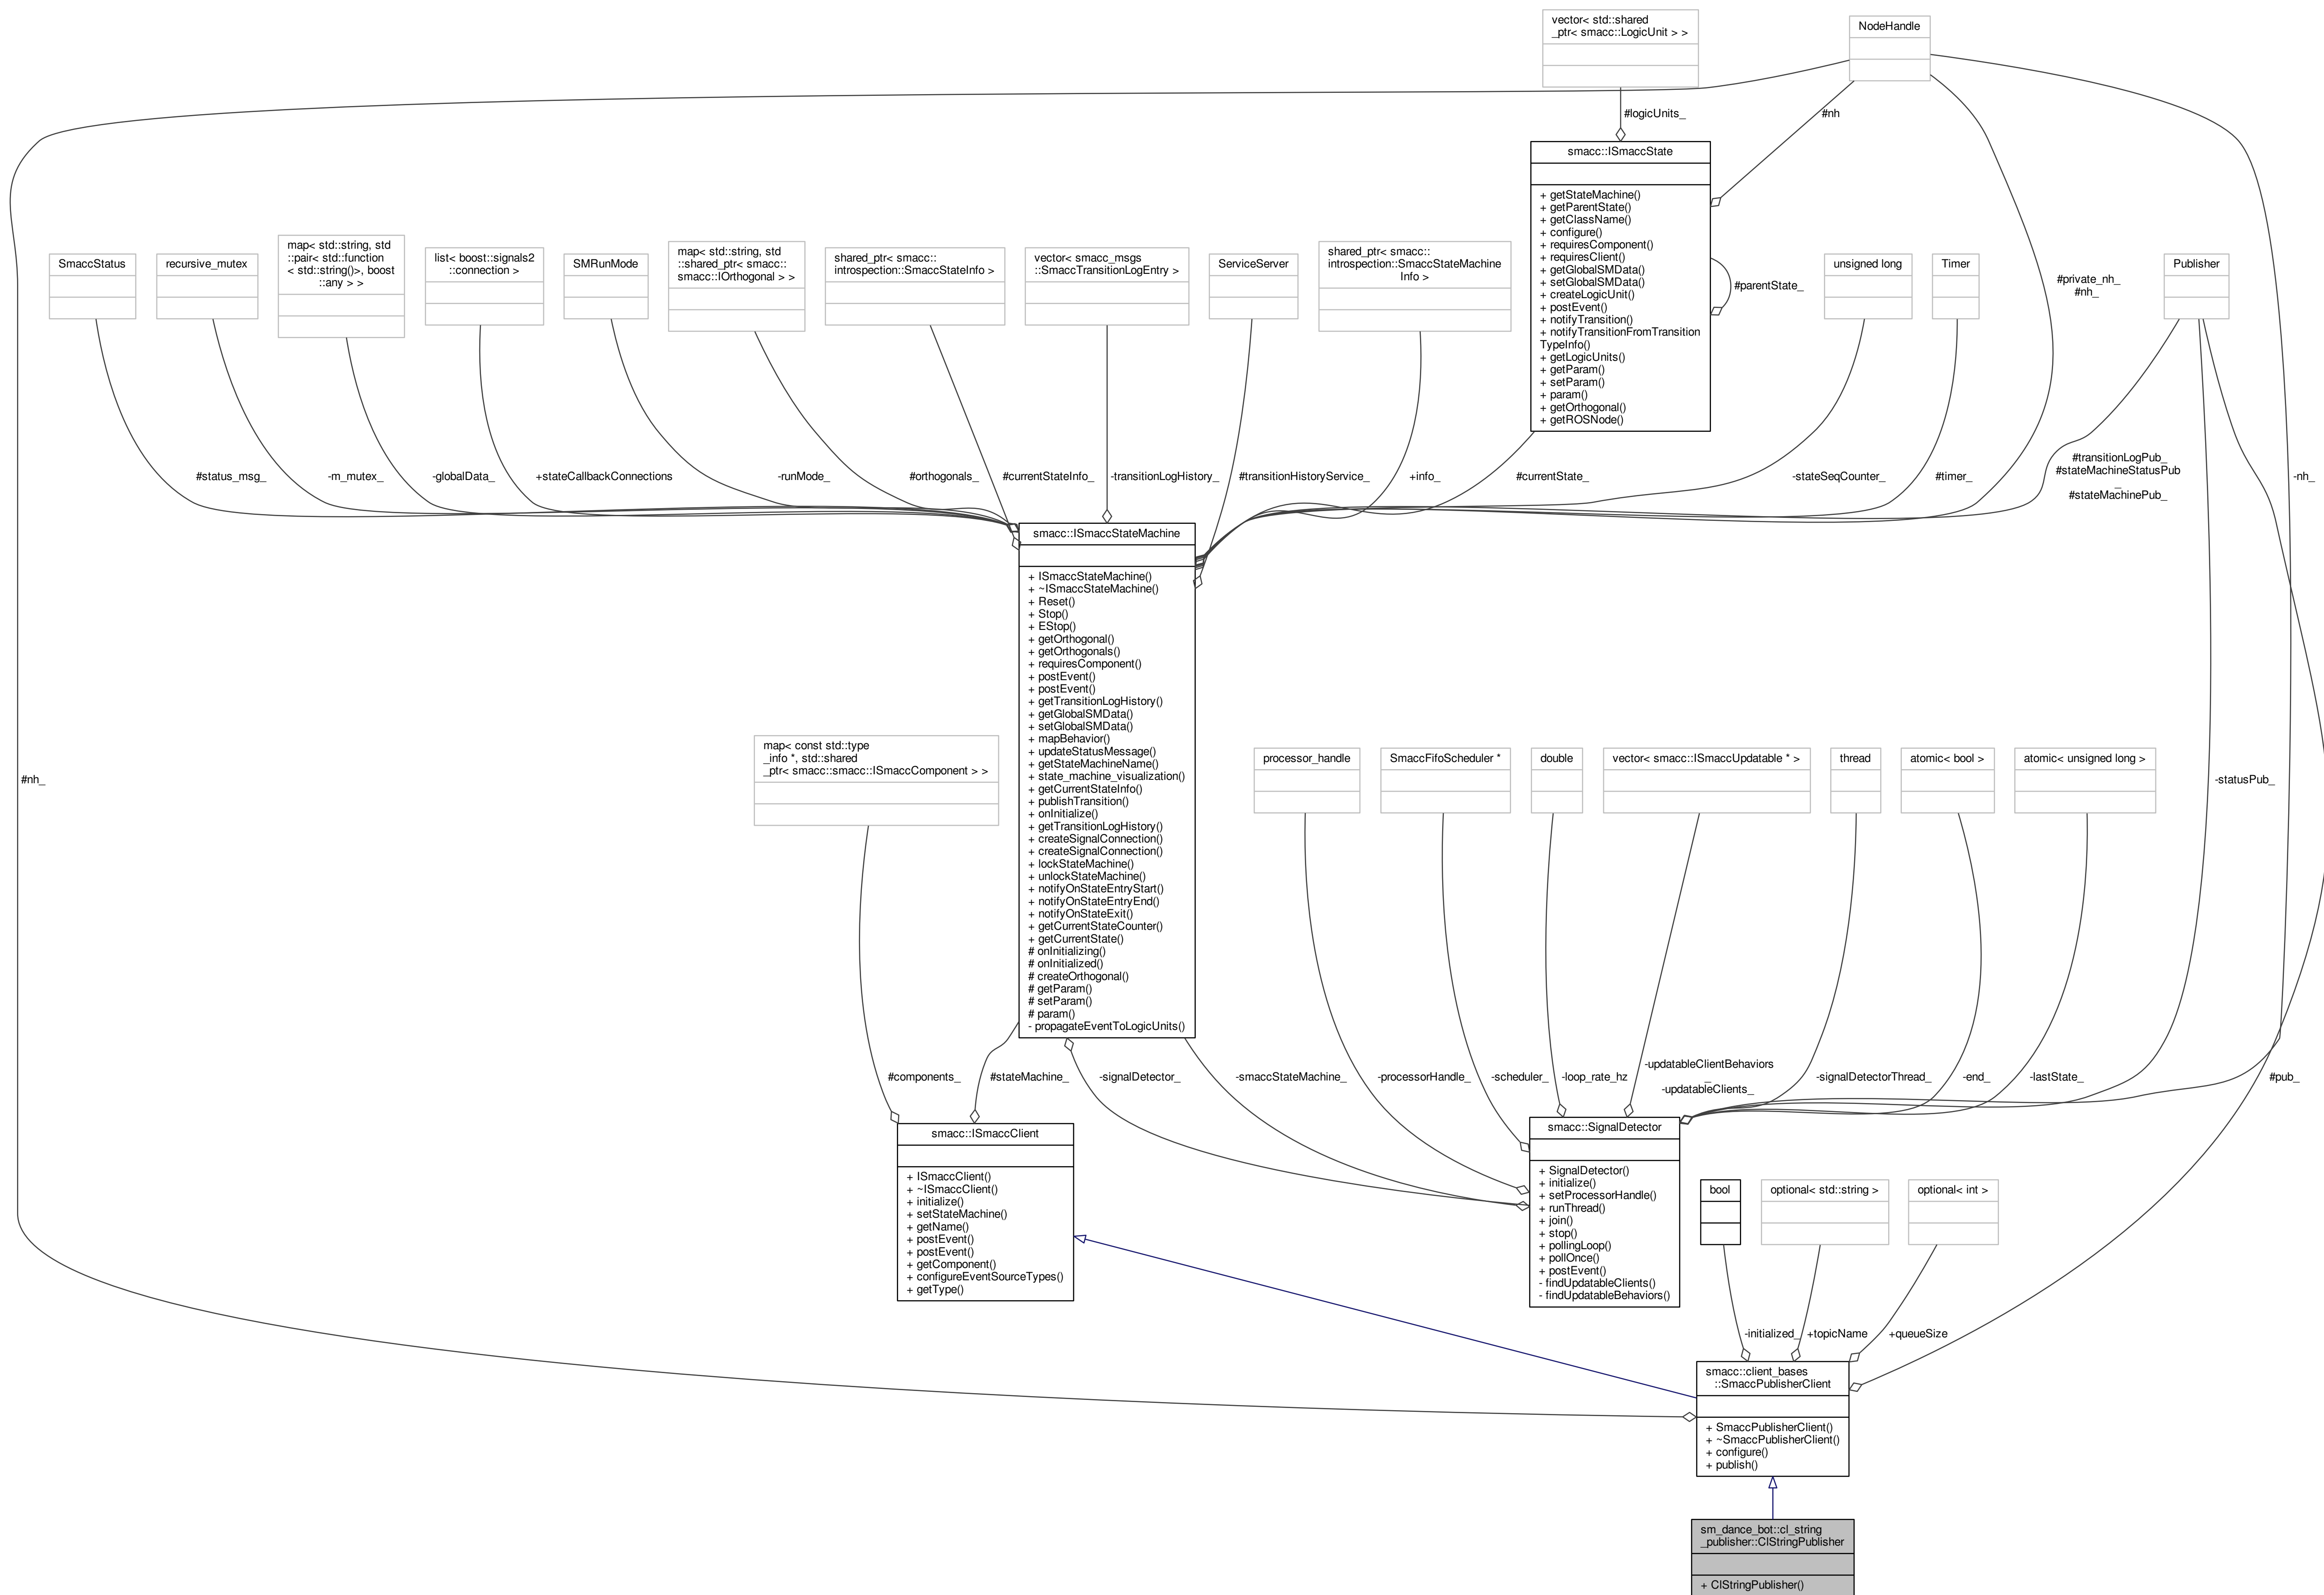 vector< std::shared
_ptr< smacc::LogicUnit > >
NodeHandle
#logicUnits_
#nh
smacc::ISmaccState
+ getStateMachine()
+ getParentState()
+ getClassName()
+ configure()
+ requiresComponent()
+ requiresClient()
+ getGlobalSMData()
+ setGlobalSMData()
+ createLogicUnit()
+ postEvent()
+ notifyTransition()
+ notifyTransitionFromTransition
TypeInfo()
+ getLogicUnits()
+ getParam()
+ setParam()
+ param()
+ getOrthogonal()
+ getROSNode()
#parentState_
SmaccStatus
recursive_mutex
map< std::string, std
::pair< std::function
< std::string()>, boost
::any > >
list< boost::signals2
::connection >
SMRunMode
map< std::string, std
::shared_ptr< smacc::
smacc::IOrthogonal > >
shared_ptr< smacc::
introspection::SmaccStateInfo >
vector< smacc_msgs
::SmaccTransitionLogEntry >
ServiceServer
shared_ptr< smacc::
introspection::SmaccStateMachine
Info >
unsigned long
Timer
#private_nh_
#nh_
Publisher
#status_msg_
-m_mutex_
-globalData_
+stateCallbackConnections
-runMode_
#orthogonals_
#currentStateInfo_
-transitionLogHistory_
#transitionHistoryService_
+info_
#currentState_
-stateSeqCounter_
#timer_
#transitionLogPub_
#stateMachineStatusPub
_
#stateMachinePub_
-nh_
smacc::ISmaccStateMachine
+ ISmaccStateMachine()
+ ~ISmaccStateMachine()
+ Reset()
+ Stop()
+ EStop()
+ getOrthogonal()
+ getOrthogonals()
+ requiresComponent()
+ postEvent()
+ postEvent()
+ getTransitionLogHistory()
+ getGlobalSMData()
+ setGlobalSMData()
+ mapBehavior()
+ updateStatusMessage()
+ getStateMachineName()
+ state_machine_visualization()
+ getCurrentStateInfo()
+ publishTransition()
+ onInitialize()
+ getTransitionLogHistory()
+ createSignalConnection()
+ createSignalConnection()
+ lockStateMachine()
+ unlockStateMachine()
+ notifyOnStateEntryStart()
+ notifyOnStateEntryEnd()
+ notifyOnStateExit()
+ getCurrentStateCounter()
+ getCurrentState()
# onInitializing()
# onInitialized()
# createOrthogonal()
# getParam()
# setParam()
# param()
- propagateEventToLogicUnits()
#nh_
map< const std::type
_info *, std::shared
_ptr< smacc::smacc::ISmaccComponent > >
processor_handle
SmaccFifoScheduler *
double
vector< smacc::ISmaccUpdatable * >
thread
atomic< bool >
atomic< unsigned long >
-statusPub_
#components_
#stateMachine_
-signalDetector_
-smaccStateMachine_
-processorHandle_
-scheduler_
-loop_rate_hz
-updatableClientBehaviors
_
-updatableClients_
-signalDetectorThread_
-end_
-lastState_
#pub_
smacc::ISmaccClient
+ ISmaccClient()
+ ~ISmaccClient()
+ initialize()
+ setStateMachine()
+ getName()
+ postEvent()
+ postEvent()
+ getComponent()
+ configureEventSourceTypes()
+ getType()
smacc::SignalDetector
+ SignalDetector()
+ initialize()
+ setProcessorHandle()
+ runThread()
+ join()
+ stop()
+ pollingLoop()
+ pollOnce()
+ postEvent()
- findUpdatableClients()
- findUpdatableBehaviors()
bool
optional< std::string >
optional< int >
-initialized_
+topicName
+queueSize
smacc::client_bases
::SmaccPublisherClient
+ SmaccPublisherClient()
+ ~SmaccPublisherClient()
+ configure()
+ publish()
sm_dance_bot::cl_string
_publisher::ClStringPublisher
+ ClStringPublisher()